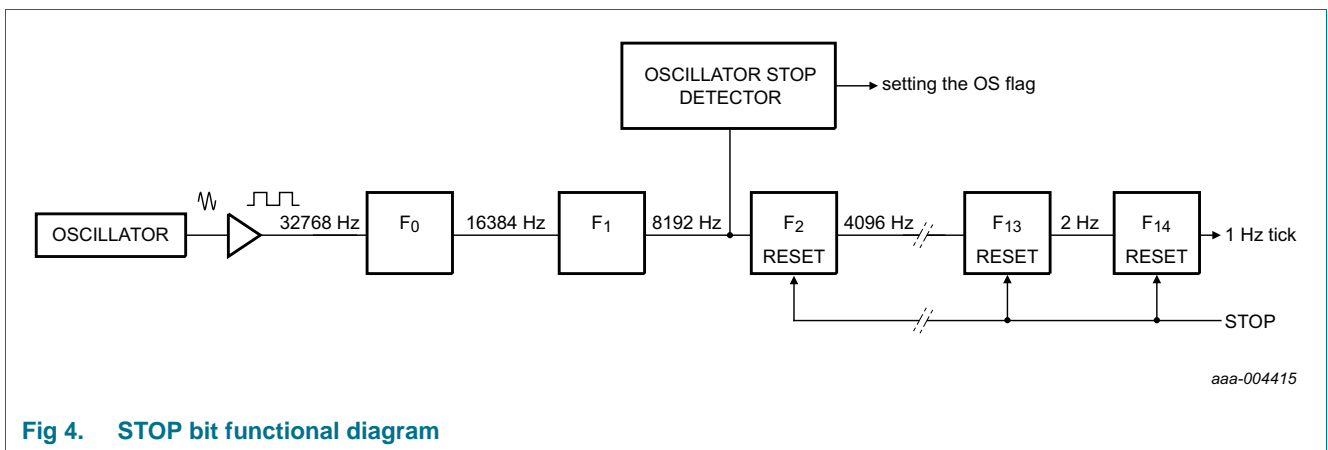 OSCILLATOR STOP
DETECTOR
setting the OS flag
OSCILLATOR
32768 Hz
F0
16384 Hz
F1
8192 Hz
F2
RESET
4096 Hz
F13
RESET
2 Hz
F14
RESET
1 Hz tick
STOP
aaa-004415
Fig 4. STOP bit functional diagram